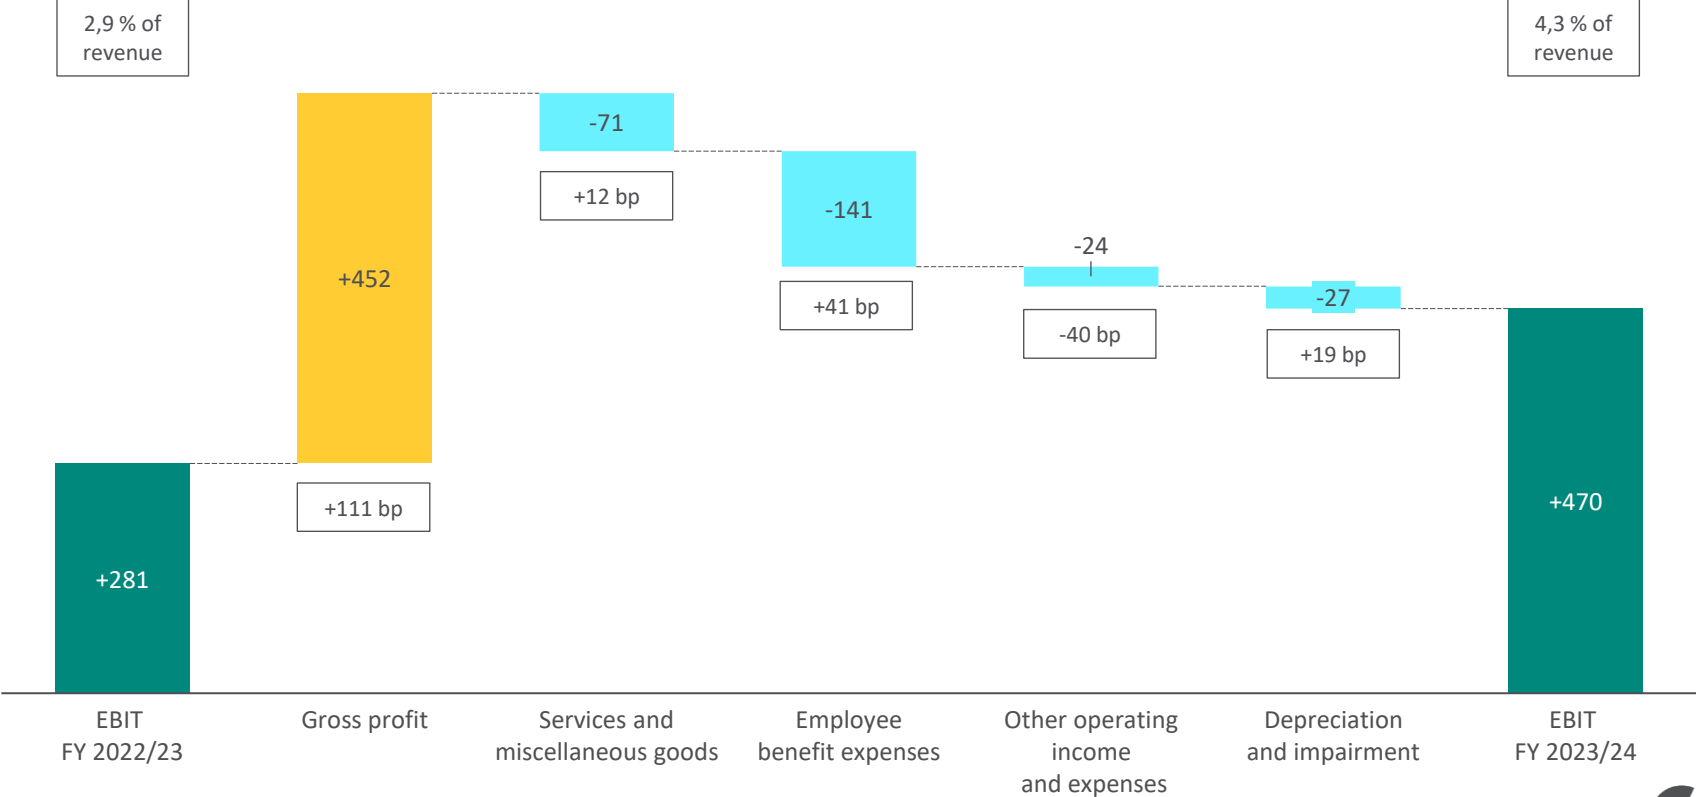 2,9 % of
revenue
4,3 % of
revenue
-71
+12 bp
-141
-24
+452
+41 bp
-27
-40 bp
+19 bp
+111 bp
+470
+281
EBIT
FY 2022/23
Gross profit
Services and
miscellaneous goods
Employee
benefit expenses
Other operating
income
and expenses
Depreciation
and impairment
EBIT
FY 2023/24